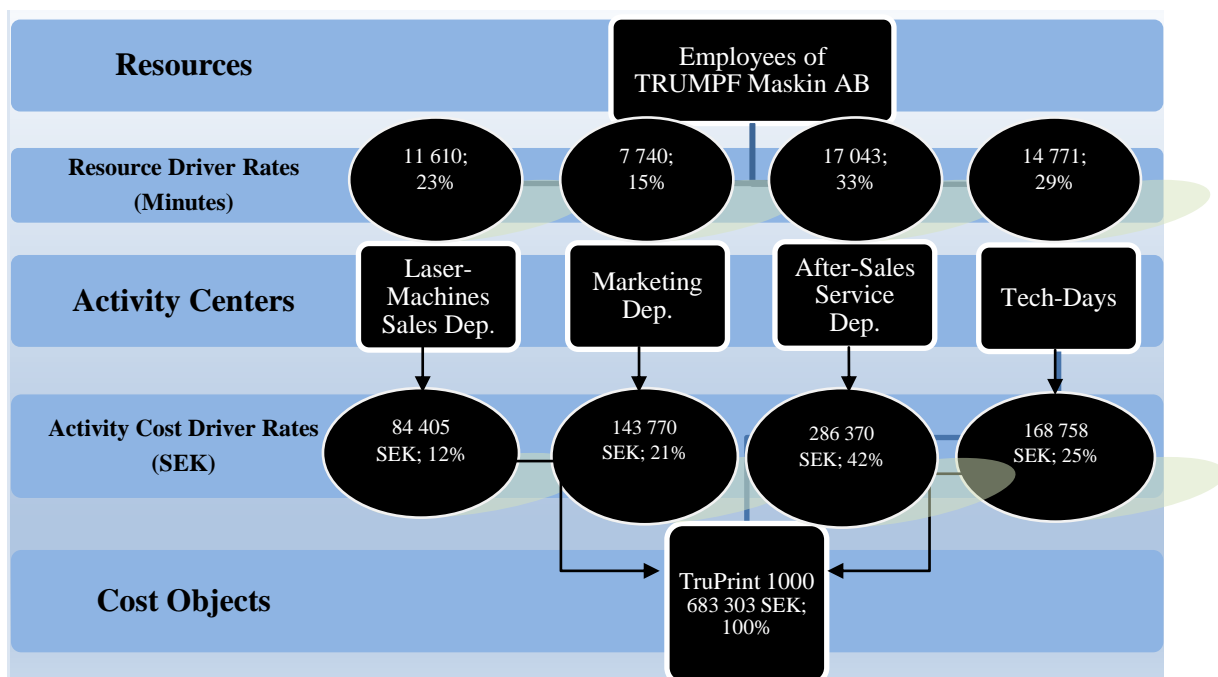 Resources
Employees of
TRUMPF Maskin AB
Resource Driver Rates
(Minutes)
11 610;
23%
7 740;
15%
17 043;
33%
14 771;
29%
Activity Centers
Laser-
Machines
Sales Dep.
Marketing
Dep.
After-Sales
Service
Dep.
Tech-Days
Activity Cost Driver Rates
(SEK)
84 405
SEK; 12%
143 770
SEK; 21%
286 370
SEK; 42%
168 758
SEK; 25%
Cost Objects
TruPrint 1000
683 303 SEK;
100%